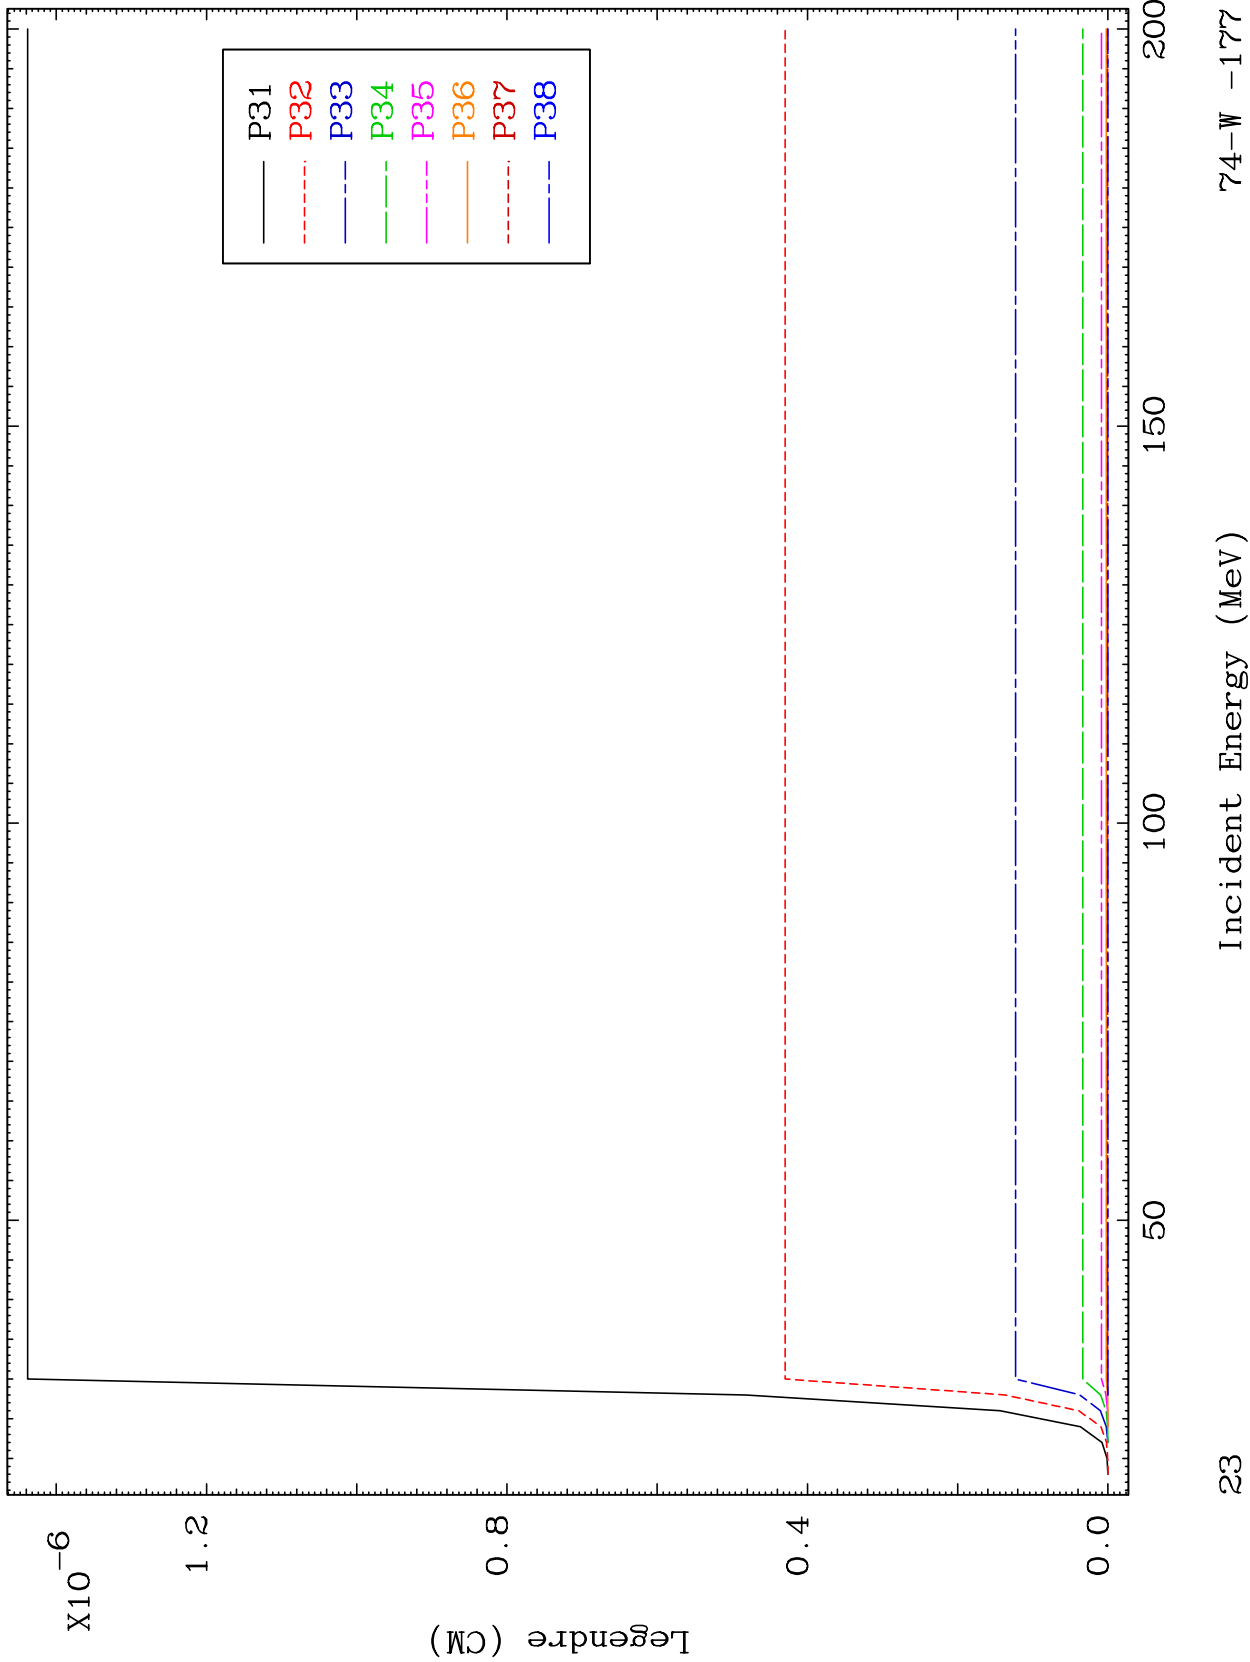 X10-6
1.2
0.8
0.4
0.0
Legendre (CM)
P31
P32
P33
P34
P35
P36
P37
P38
50
100
150
200
23
Incident Energy (MeV)
74-W -177